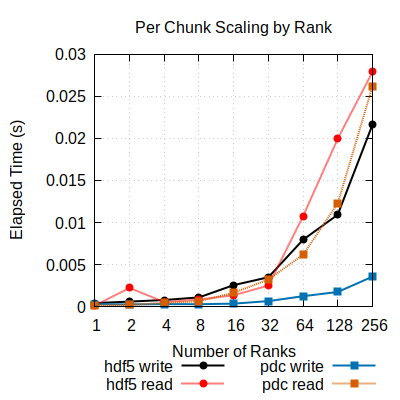 Per Chunk Scaling by Rank
0.03
0.025
0.02
0.015
0.01
0.005
0
Elapsed Time (s)
1 2 4 8 16 32 64 128 256
Number of Ranks
hdf5 write pdc write
hdf5 read pdc read